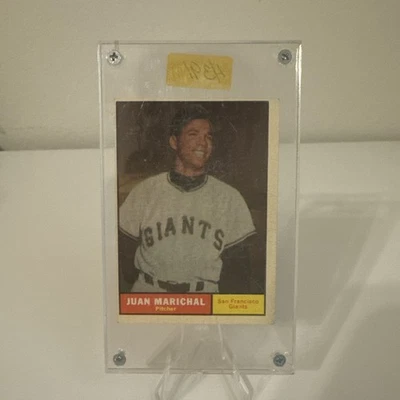 GIANTS
JUAN MARICHAL
Pitcher
San Francisco
Giants